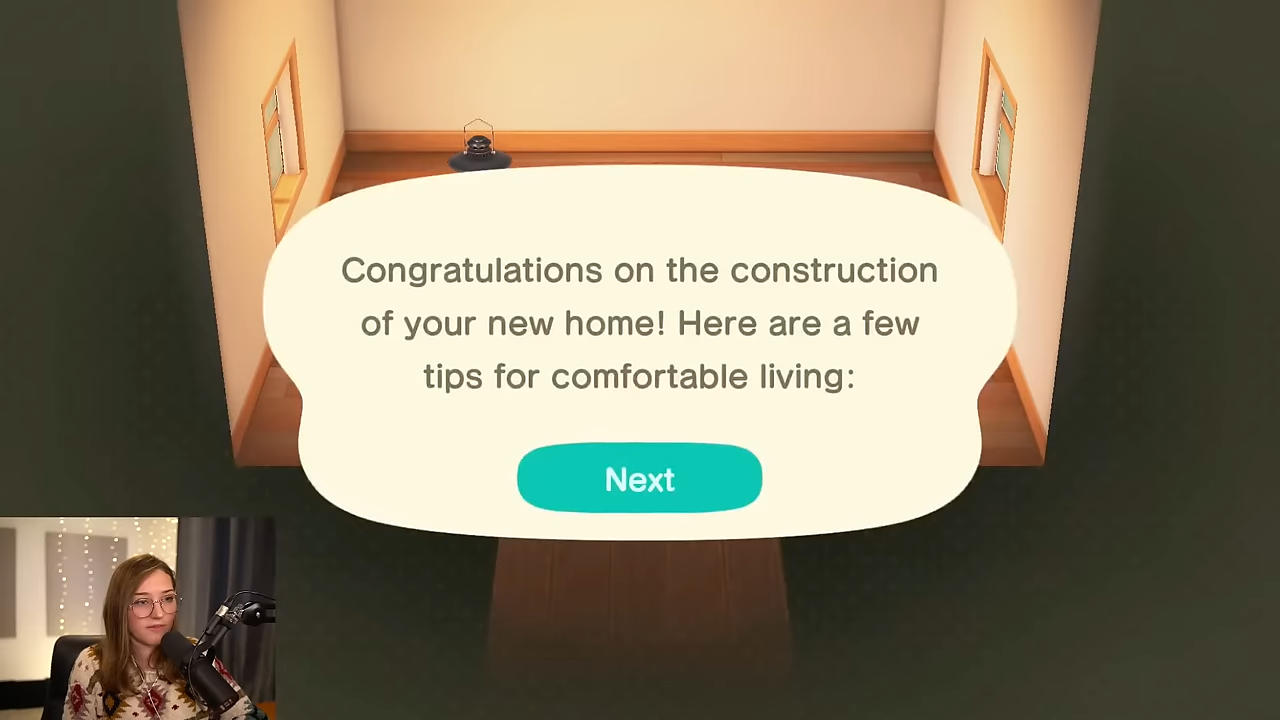 Congratulations on the construction
of your new home! Here are a few
tips for comfortable living:
Next